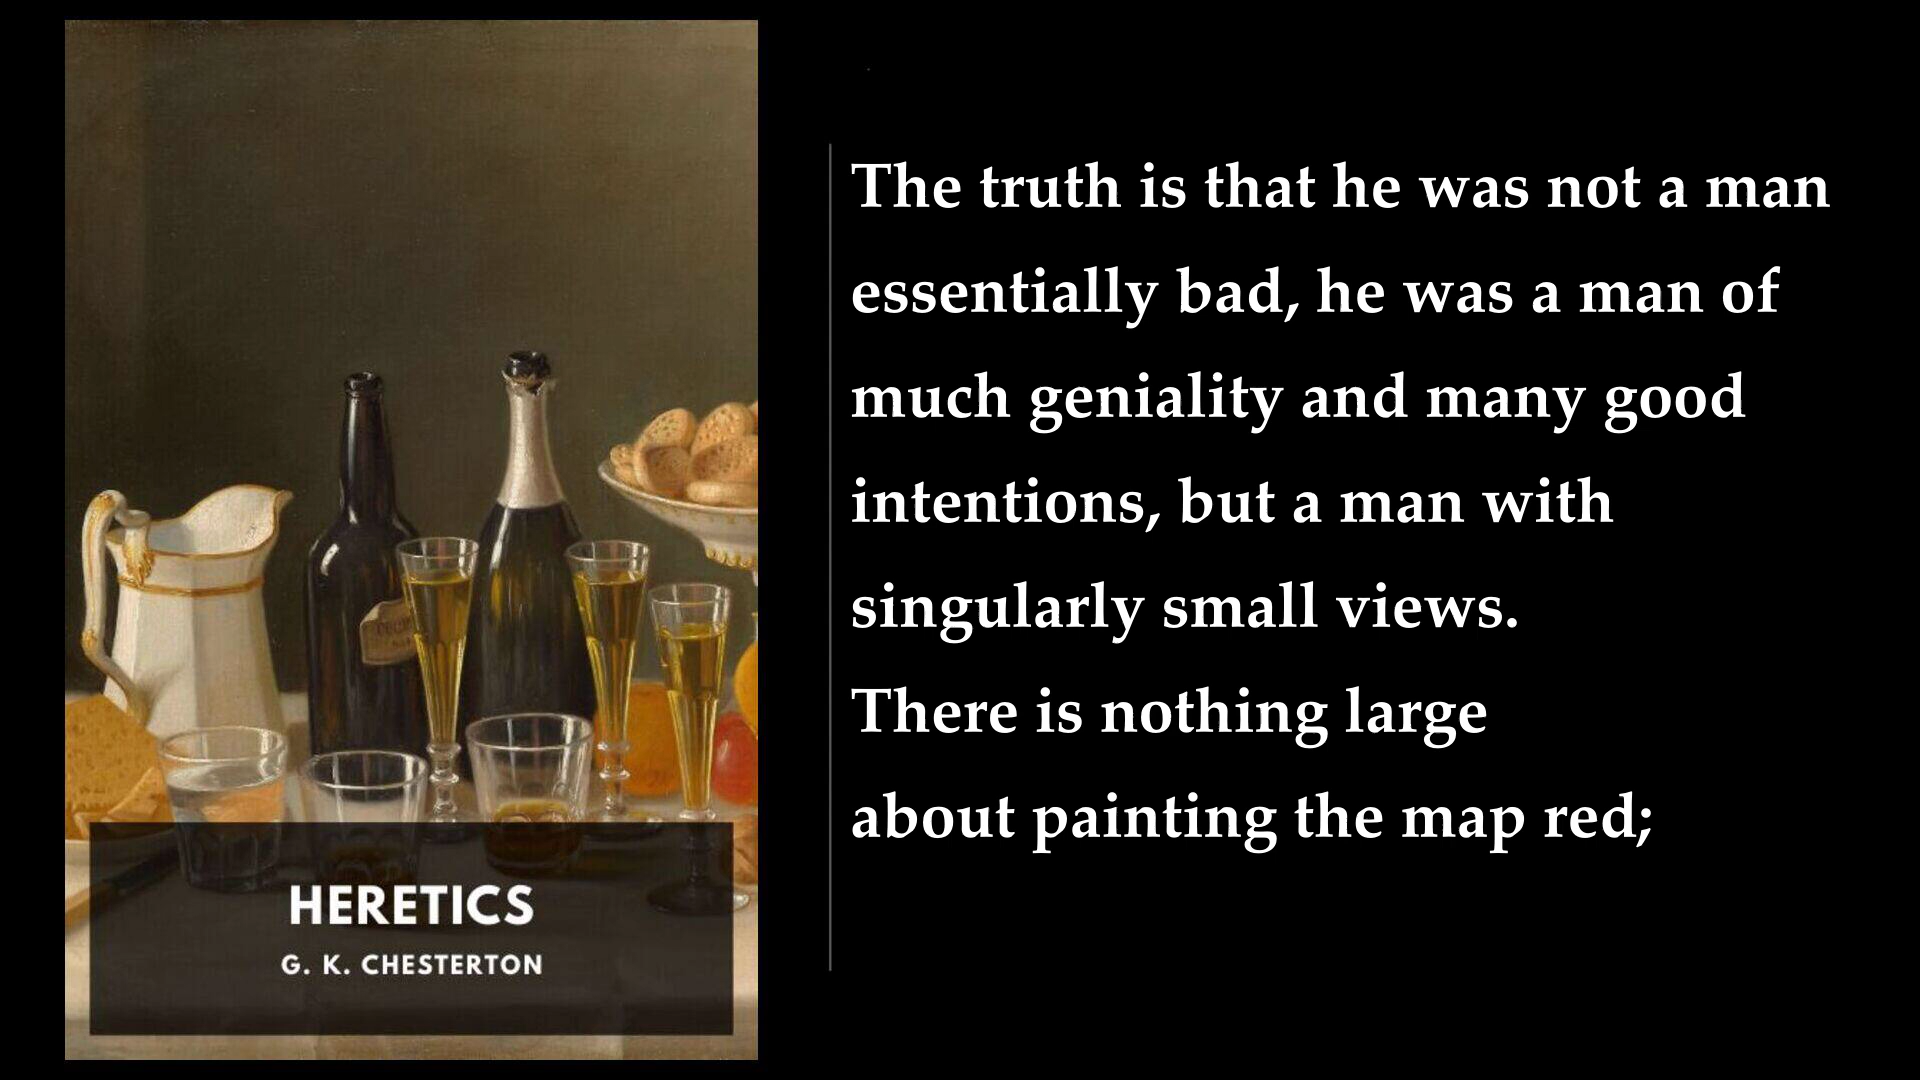 The truth is that he was not a man
essentially bad, he was a man of
much geniality and many good
intentions, but a man with
singularly small views.
There is nothing large
about painting the map red;
HERETICS
G. K. CHESTERTON